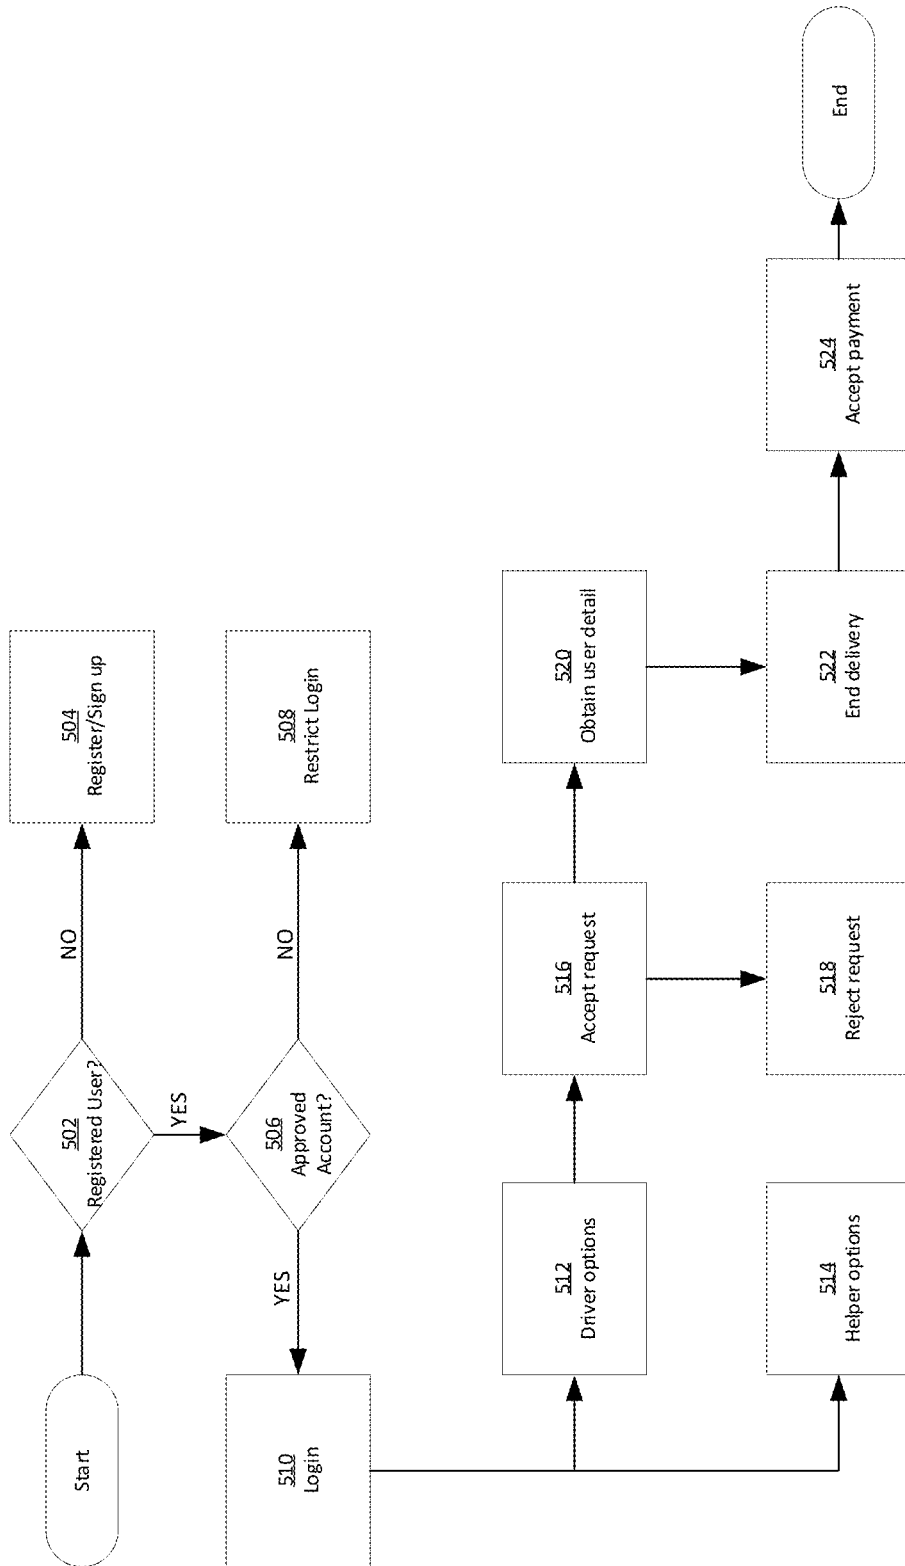 Start
502
Registered User?
NO
504
Register/Sign up
YES
506
Approved
Account?
NO
508
Restrict Login
YES
510
Login
512
Driver options
516
Accept request
520
Obtain user detail
514
Helper options
518
Reject request
522
End delivery
524
Accept payment
End